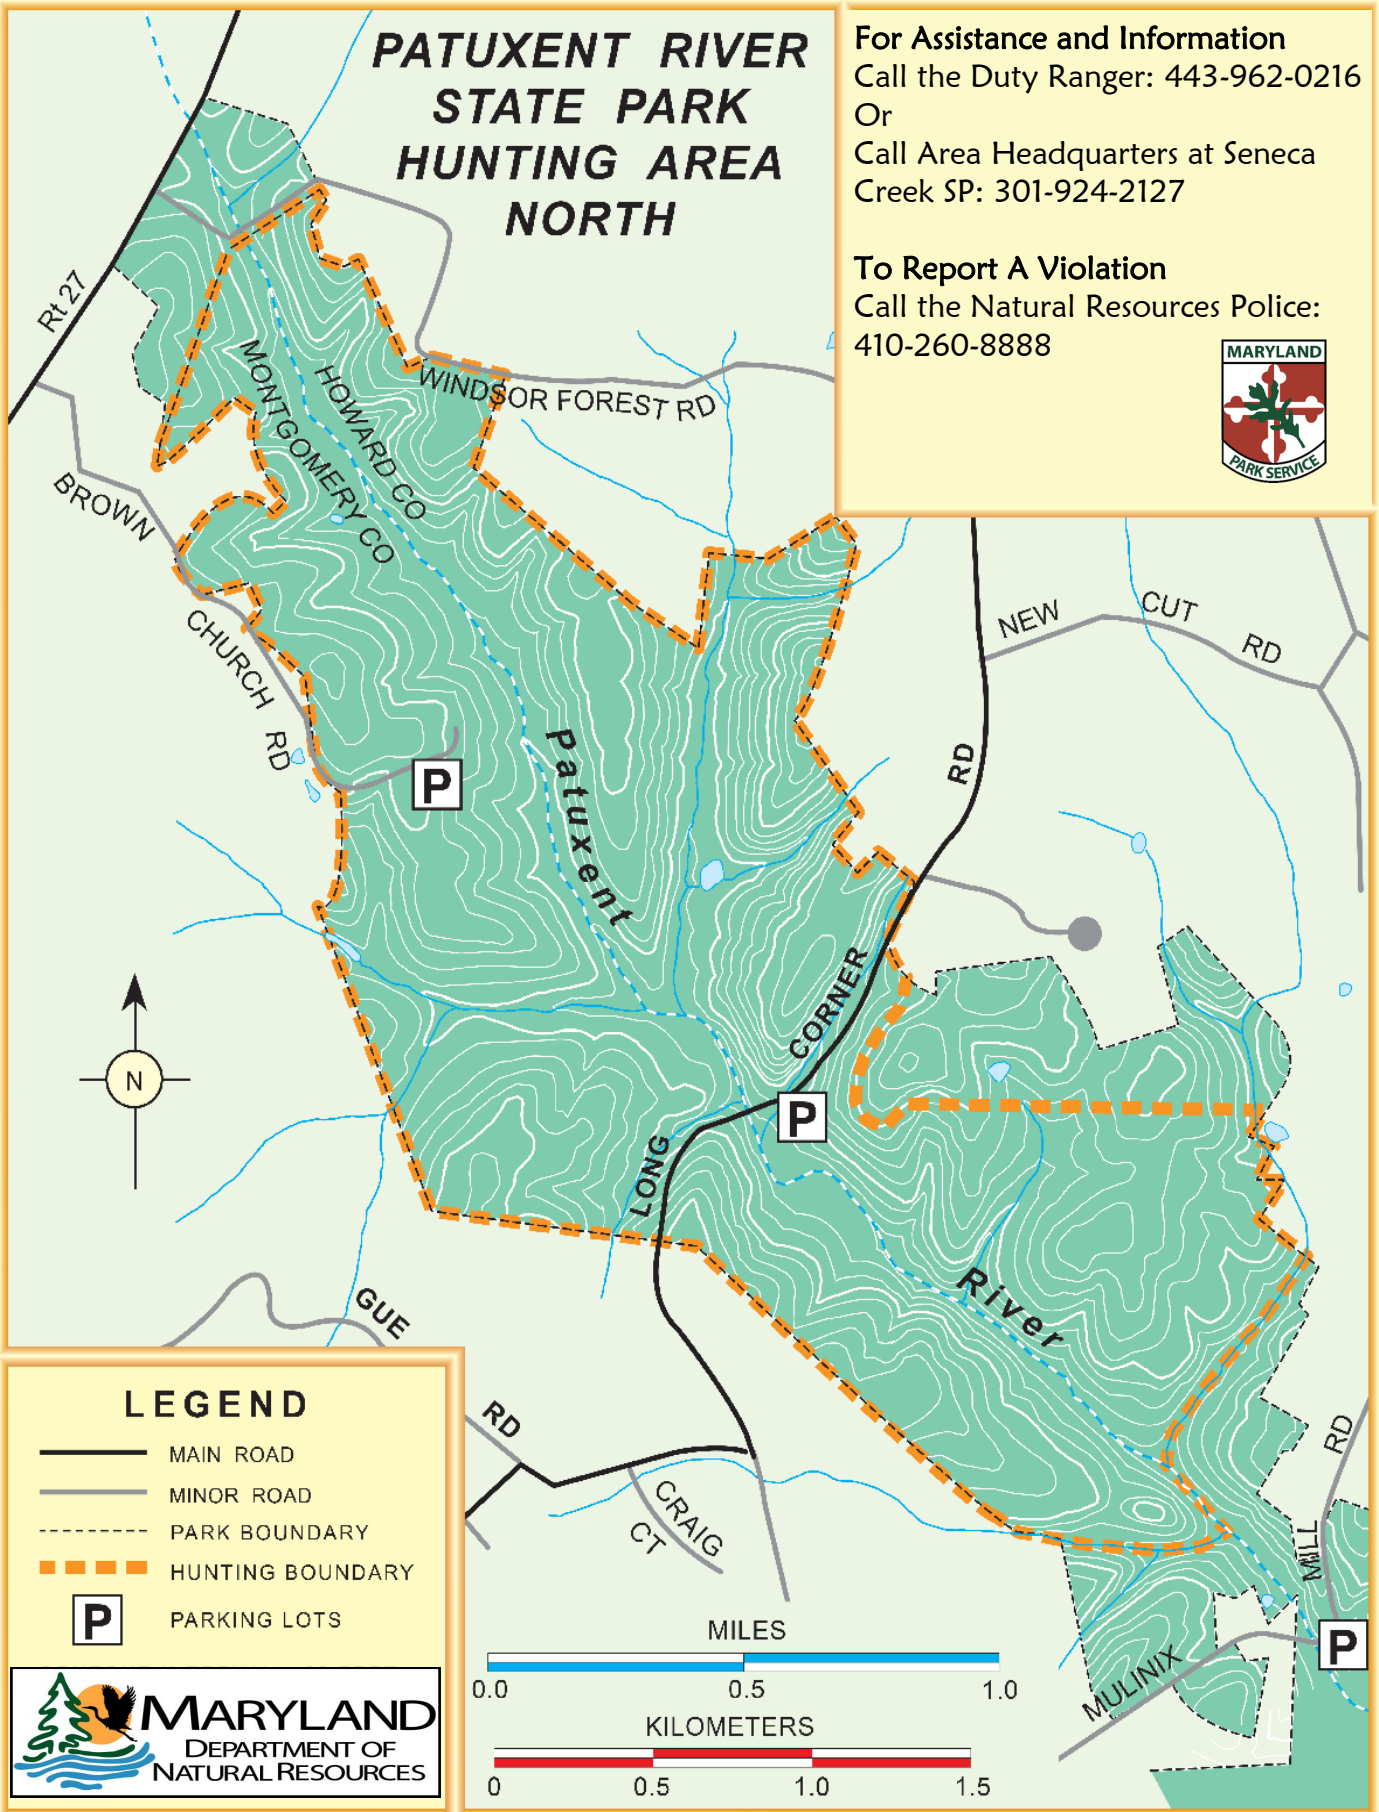 PATUXENT RIVER
STATE PARK
HUNTING AREA
NORTH
For Assistance and Information
Call the Duty Ranger: 443-962-0216
Or
Call Area Headquarters at Seneca
Creek SP: 301-924-2127
To Report A Violation
Call the Natural Resources Police:
410-260-8888
MARYLAND
PARK SERVICE
Rt 27
WINDSOR FOREST RD
HOWARD CO
MONTGOMERY CO
BROWN
CHURCH
RD
NEW
CUT
RD
RD
Patuxent
P
CORNER
N
P
LONG
River
GUE
RD
CRAIG
CT
RD
MILL
P
MULINIX
LEGEND
MAIN ROAD
MINOR ROAD
PARK BOUNDARY
HUNTING BOUNDARY
P
PARKING LOTS
MARYLAND
DEPARTMENT OF
NATURAL RESOURCES
MILES
0.0
0.5
1.0
KILOMETERS
0
0.5
1.0
1.5